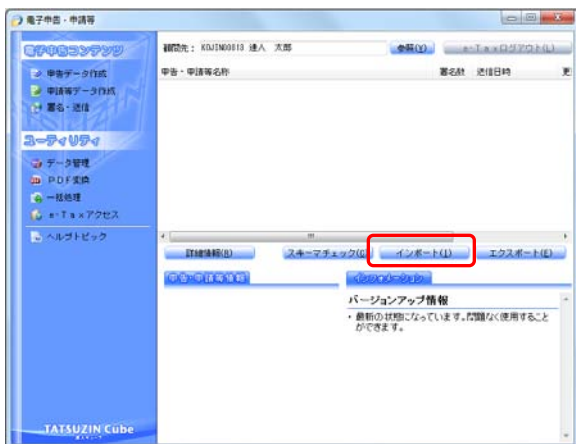 電子申告・申請等
電子申告コンテンツ
申告データ作成
申請等データ作成
署名・送信
ユーティリティ
データ管理
PDF変換
一括処理
e-Taxアクセス
ヘルプトピック
TATSUZIN Cube
顧問先: KOJIN00013 達人 太郎
参照(V)
e-Taxログアウト(L)
申告・申請等名称
署名数
送信日時
更
詳細情報(R)
スキーマチェック(C)
インポート(I)
エクスポート(E)
申告・申請等情報
インフォメーション
バージョンアップ情報
・最新の状態になっています。問題なく使用すること
ができます。